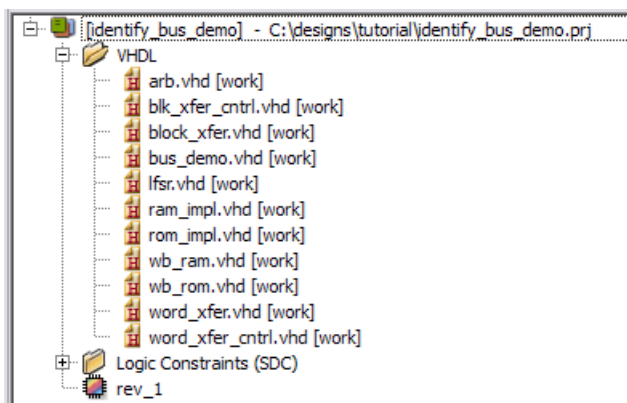 [identify_bus_demo] - C:\designs\tutorial\identify_bus_demo.prj
VHDL
arb.vhd [work]
blk_xfer_cntrl.vhd [work]
block_xfer.vhd [work]
bus_demo.vhd [work]
lfsr.vhd [work]
ram_impl.vhd [work]
rom_impl.vhd [work]
wb_ram.vhd [work]
wb_rom.vhd [work]
word_xfer.vhd [work]
word_xfer_cntrl.vhd [work]
Logic Constraints (SDC)
rev_1